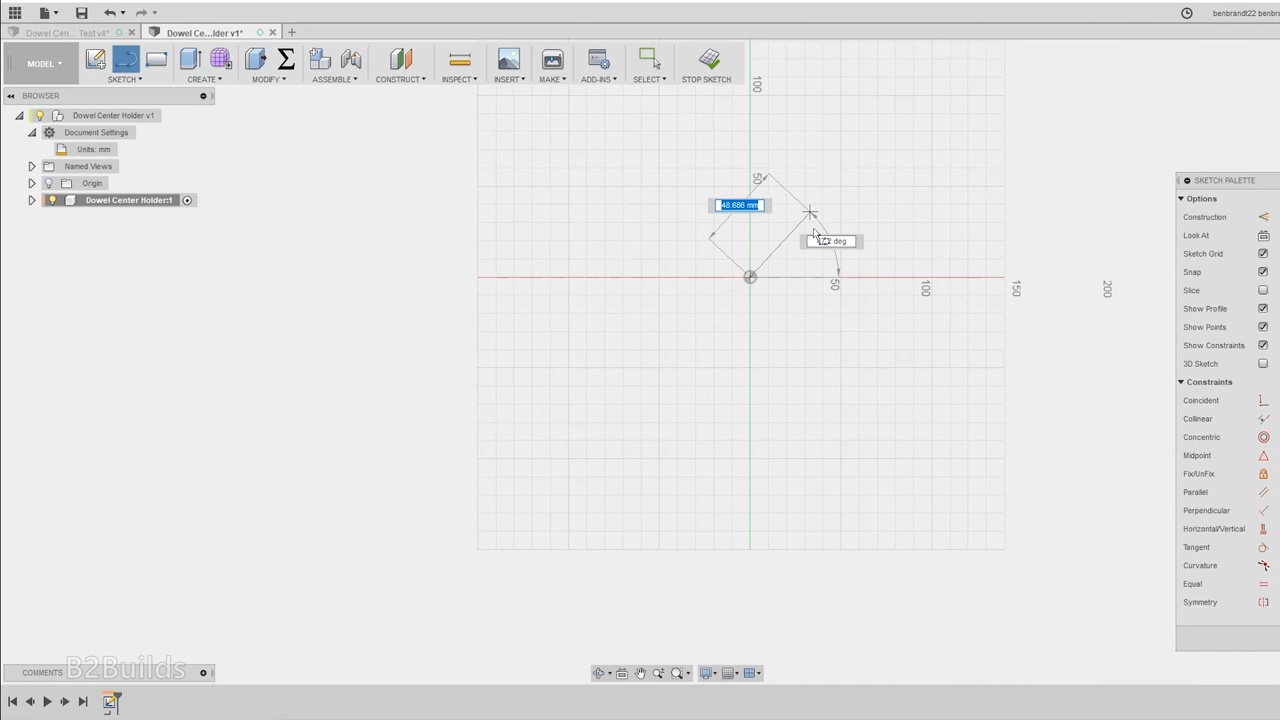 benbrandt22 benbr
Dowel Cen... Test v4*
Dowel Ce...lder v1*
MODEL
SKETCH
CREATE
MODIFY
ASSEMBLE
CONSTRUCT
INSPECT
INSERT
MAKE
ADD-INS
SELECT
STOP SKETCH
BROWSER
Dowel Center Holder v1
Document Settings
Units: mm
Named Views
Origin
Dowel Center Holder:1
100
50
48.686 mm
deg
50
100
150
200
SKETCH PALETTE
Options
Construction
Look At
Sketch Grid
Snap
Slice
Show Profile
Show Points
Show Constraints
3D Sketch
Constraints
Coincident
Collinear
Concentric
Midpoint
Fix/UnFix
Parallel
Perpendicular
Horizontal/Vertical
Tangent
Curvature
Equal
Symmetry
COMMENTS
B2Builds